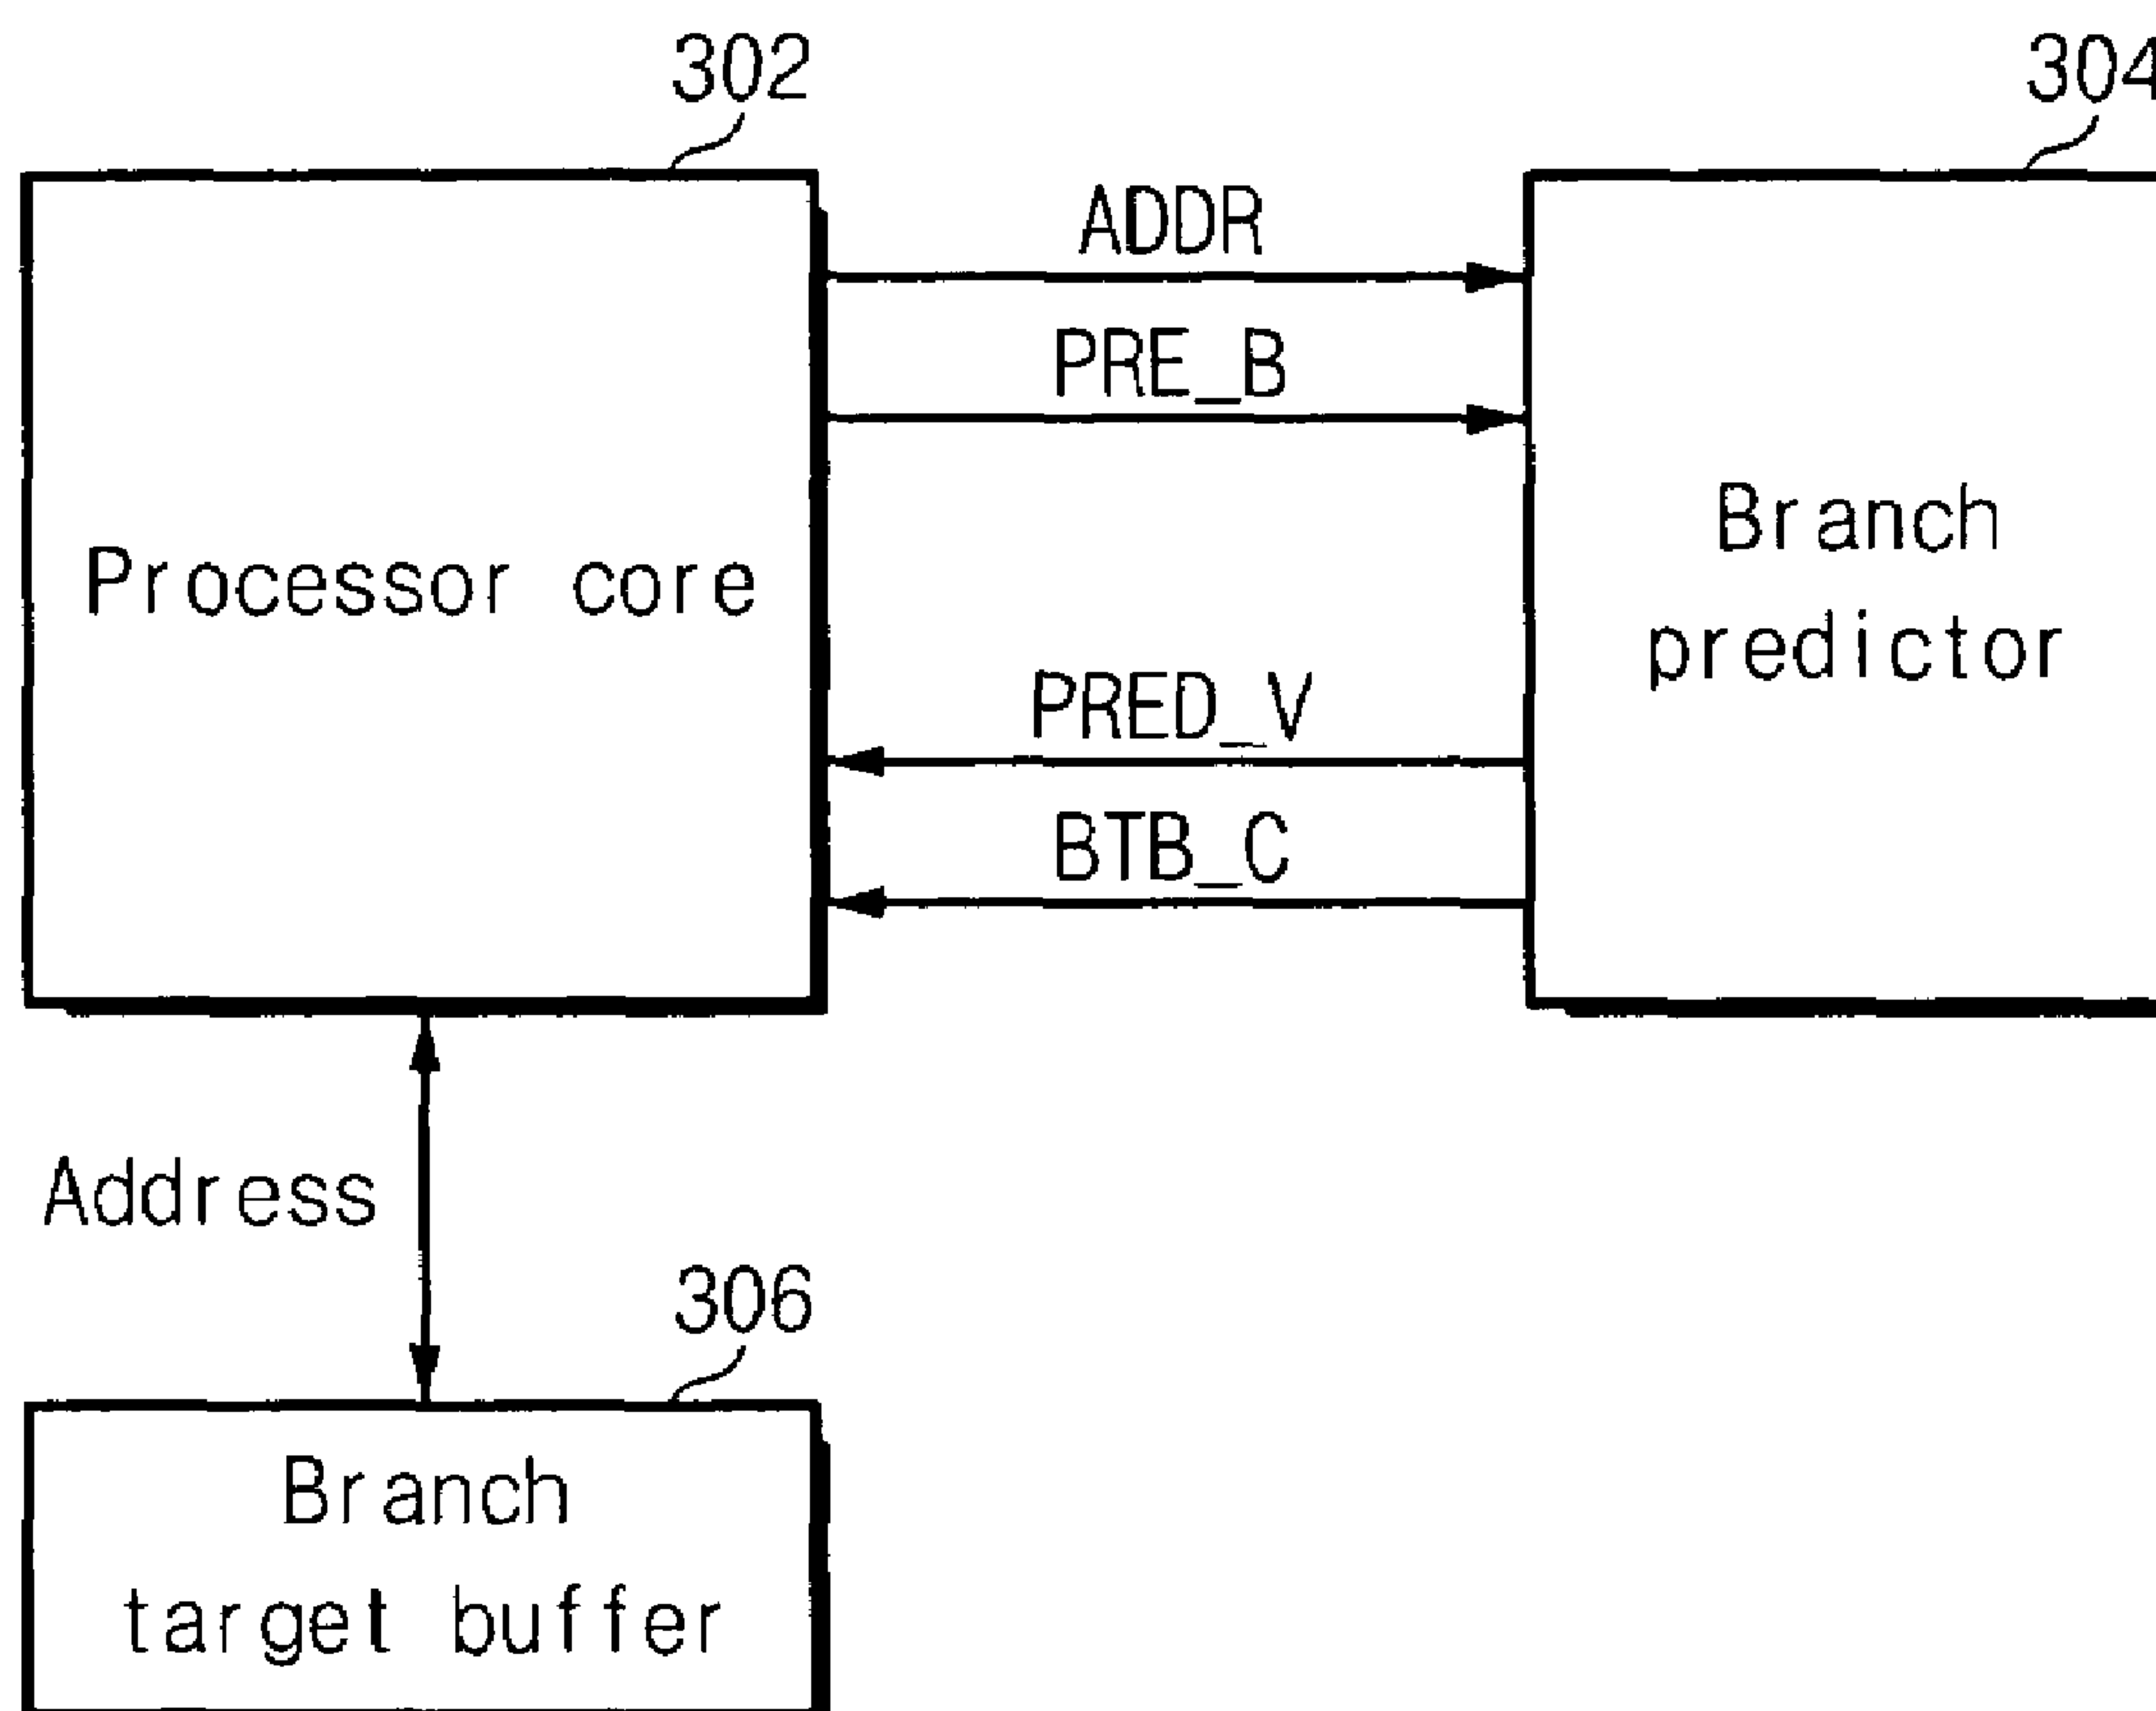 302
304
ADDR
PRE_B
Processor core
Branch
predictor
PRED_V
BTB_C
Address
306
Branch
target buffer